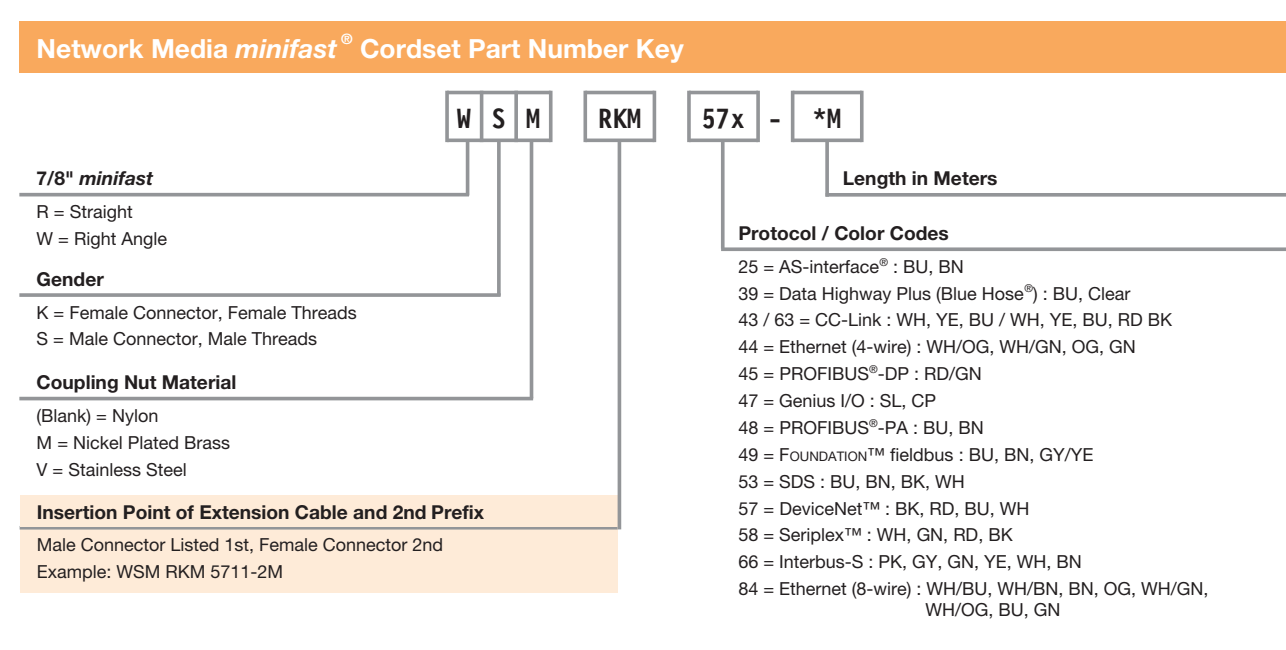 Network Media minifast® Cordset Part Number Key
W S M RKM 57x - *M
7/8" minifast
R = Straight
W = Right Angle
Gender
K = Female Connector, Female Threads
S = Male Connector, Male Threads
Coupling Nut Material
(Blank) = Nylon
M = Nickel Plated Brass
V = Stainless Steel
Insertion Point of Extension Cable and 2nd Prefix
Male Connector Listed 1st, Female Connector 2nd
Example: WSM RKM 5711-2M
Length in Meters
Protocol / Color Codes
25 = AS-interface® : BU, BN
39 = Data Highway Plus (Blue Hose®) : BU, Clear
43 / 63 = CC-Link : WH, YE, BU / WH, YE, BU, RD BK
44 = Ethernet (4-wire) : WH/OG, WH/GN, OG, GN
45 = PROFIBUS®-DP : RD/GN
47 = Genius I/O : SL, CP
48 = PROFIBUS®-PA : BU, BN
49 = FOUNDATION™ fieldbus : BU, BN, GY/YE
53 = SDS : BU, BN, BK, WH
57 = DeviceNet™ : BK, RD, BU, WH
58 = Seriplex™ : WH, GN, RD, BK
66 = Interbus-S : PK, GY, GN, YE, WH, BN
84 = Ethernet (8-wire) : WH/BU, WH/BN, BN, OG, WH/GN,
WH/OG, BU, GN